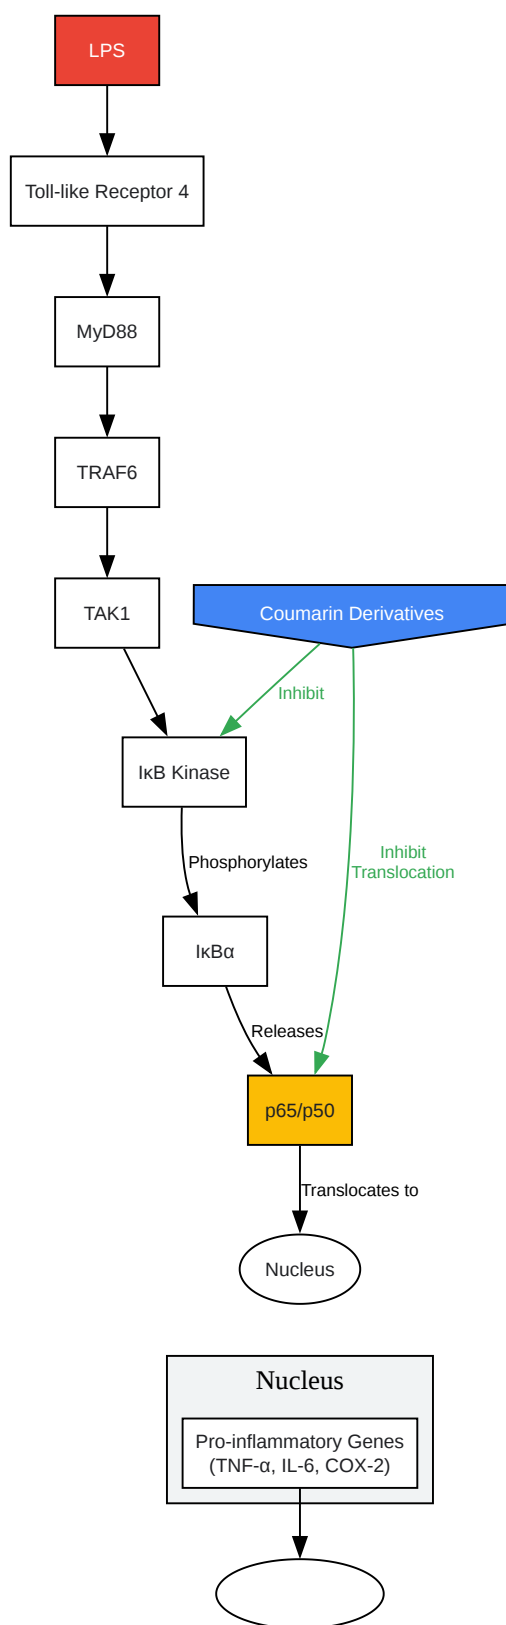 LPS
Toll-like Receptor 4
MyD88
TRAF6
TAK1
Coumarin Derivatives
Inhibit
IκB Kinase
Phosphorylates
Inhibit
Translocation
IκBα
Releases
p65/p50
Translocates to
Nucleus
Nucleus
Pro-inflammatory Genes
(TNF-α, IL-6, COX-2)